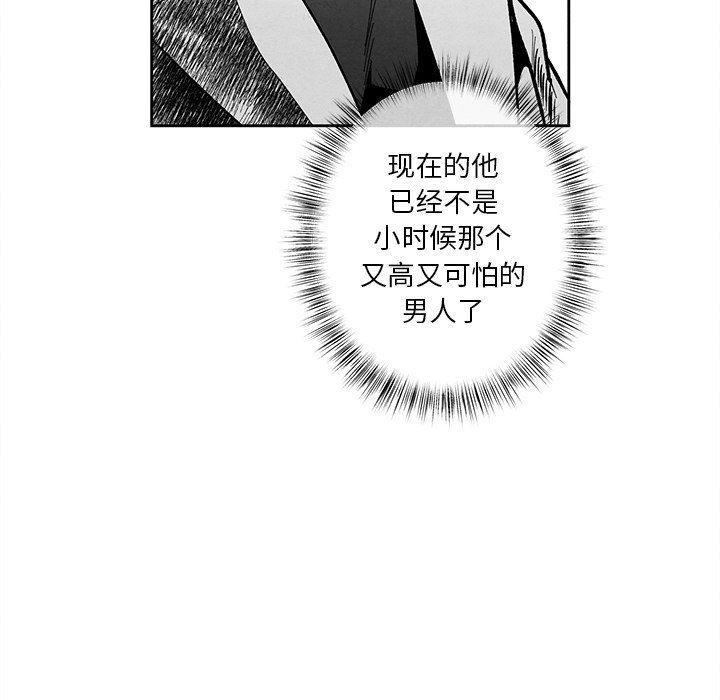 现在的他
已经不是
小时候那个
又高又可怕的
男人了